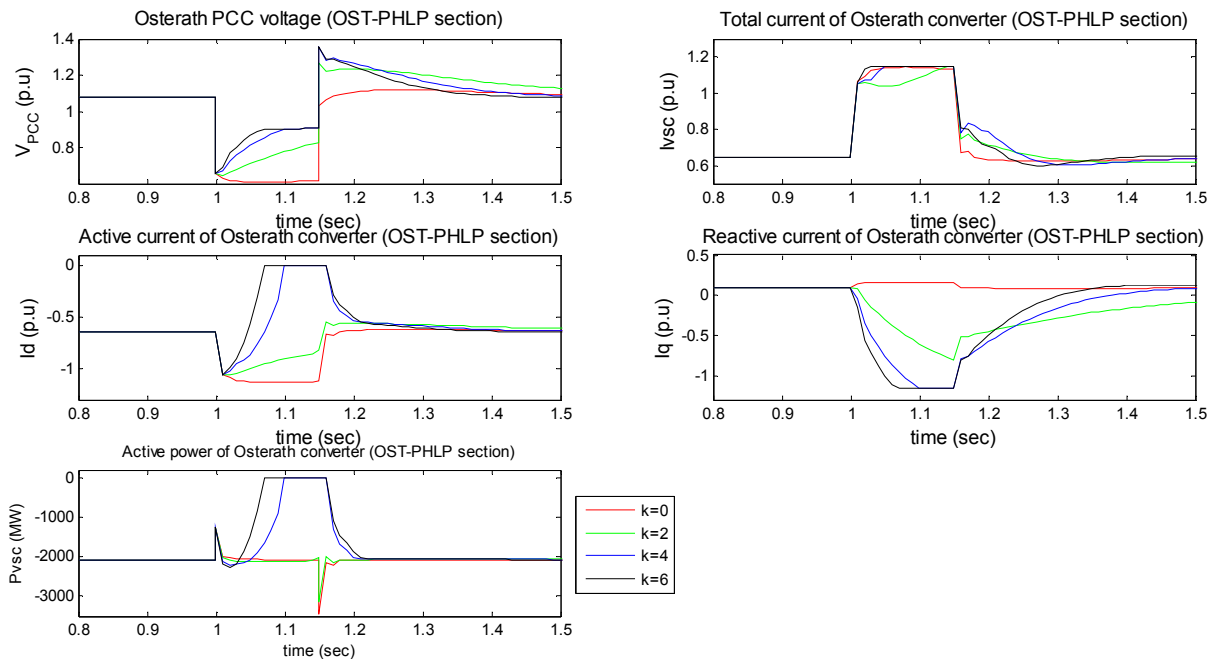 Osterath PCC voltage (OST-PHLP section)
1.4
1.2
1
0.8
V_PCC (p.u)
0.8 0.9 1 1.1 1.2 1.3 1.4 1.5
time (sec)
Total current of Osterath converter (OST-PHLP section)
1.2
1
0.8
0.6
Ivsc (p.u)
0.8 0.9 1 1.1 1.2 1.3 1.4 1.5
time (sec)
Active current of Osterath converter (OST-PHLP section)
0
-0.5
-1
Id (p.u)
0.8 0.9 1 1.1 1.2 1.3 1.4 1.5
time (sec)
Reactive current of Osterath converter (OST-PHLP section)
0.5
0
-0.5
-1
Iq (p.u)
0.8 0.9 1 1.1 1.2 1.3 1.4 1.5
time (sec)
Active power of Osterath converter (OST-PHLP section)
0
-1000
-2000
-3000
Pvsc (MW)
0.8 0.9 1 1.1 1.2 1.3 1.4 1.5
time (sec)
k=0
k=2
k=4
k=6